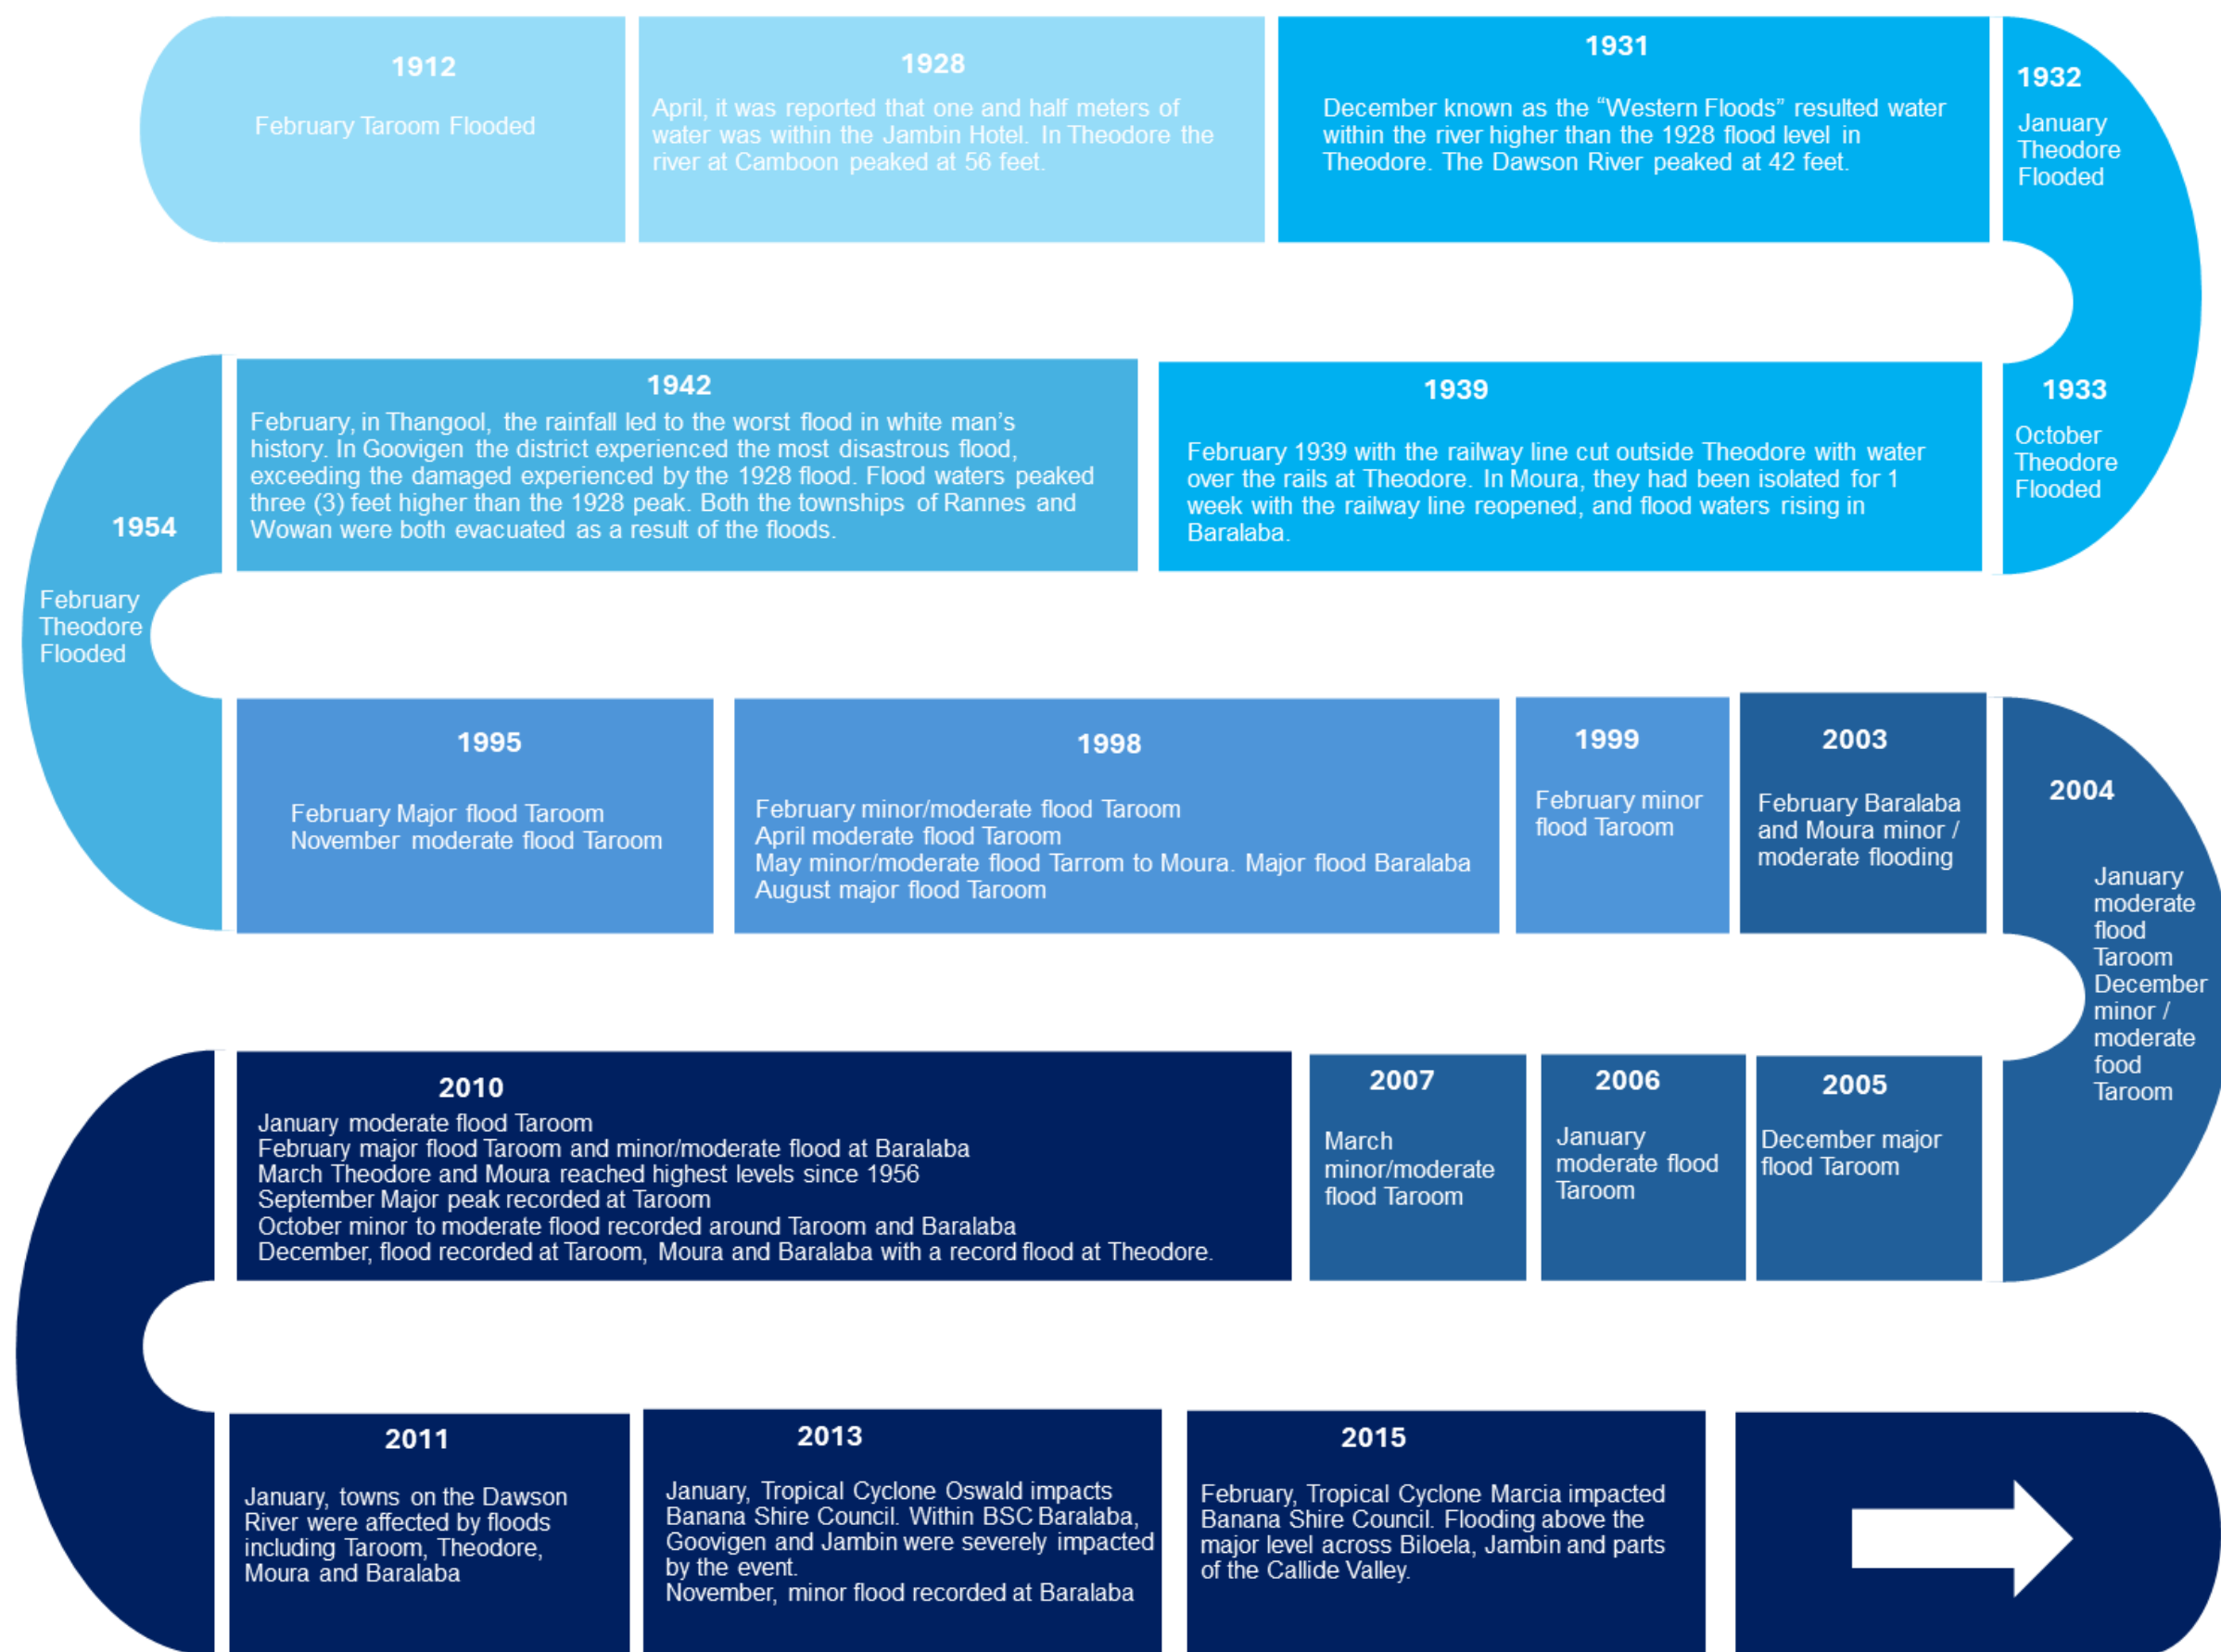 1912
February Taroom Flooded
1928
April, it was reported that one and half meters of
water was within the Jambin Hotel. In Theodore the
river at Camboon peaked at 56 feet.
1931
December known as the “Western Floods” resulted water
within the river higher than the 1928 flood level in
Theodore. The Dawson River peaked at 42 feet.
1932
January
Theodore
Flooded
1933
October
Theodore
Flooded
1939
February 1939 with the railway line cut outside Theodore with water
over the rails at Theodore. In Moura, they had been isolated for 1
week with the railway line reopened, and flood waters rising in
Baralaba.
1942
February, in Thangool, the rainfall led to the worst flood in white man’s
history. In Goovigen the district experienced the most disastrous flood,
exceeding the damaged experienced by the 1928 flood. Flood waters peaked
three (3) feet higher than the 1928 peak. Both the townships of Rannes and
Wowan were both evacuated as a result of the floods.
1954
February
Theodore
Flooded
1995
February Major flood Taroom
November moderate flood Taroom
1998
February minor/moderate flood Taroom
April moderate flood Taroom
May minor/moderate flood Tarrom to Moura. Major flood Baralaba
August major flood Taroom
1999
February minor
flood Taroom
2003
February Baralaba
and Moura minor /
moderate flooding
2004
January
moderate
flood
Taroom
December
minor /
moderate
food
Taroom
2005
December major
flood Taroom
2006
January
moderate flood
Taroom
2007
March
minor/moderate
flood Taroom
2010
January moderate flood Taroom
February major flood Taroom and minor/moderate flood at Baralaba
March Theodore and Moura reached highest levels since 1956
September Major peak recorded at Taroom
October minor to moderate flood recorded around Taroom and Baralaba
December, flood recorded at Taroom, Moura and Baralaba with a record flood at Theodore.
2011
January, towns on the Dawson
River were affected by floods
including Taroom, Theodore,
Moura and Baralaba
2013
January, Tropical Cyclone Oswald impacts
Banana Shire Council. Within BSC Baralaba,
Goovigen and Jambin were severely impacted
by the event.
November, minor flood recorded at Baralaba
2015
February, Tropical Cyclone Marcia impacted
Banana Shire Council. Flooding above the
major level across Biloela, Jambin and parts
of the Callide Valley.